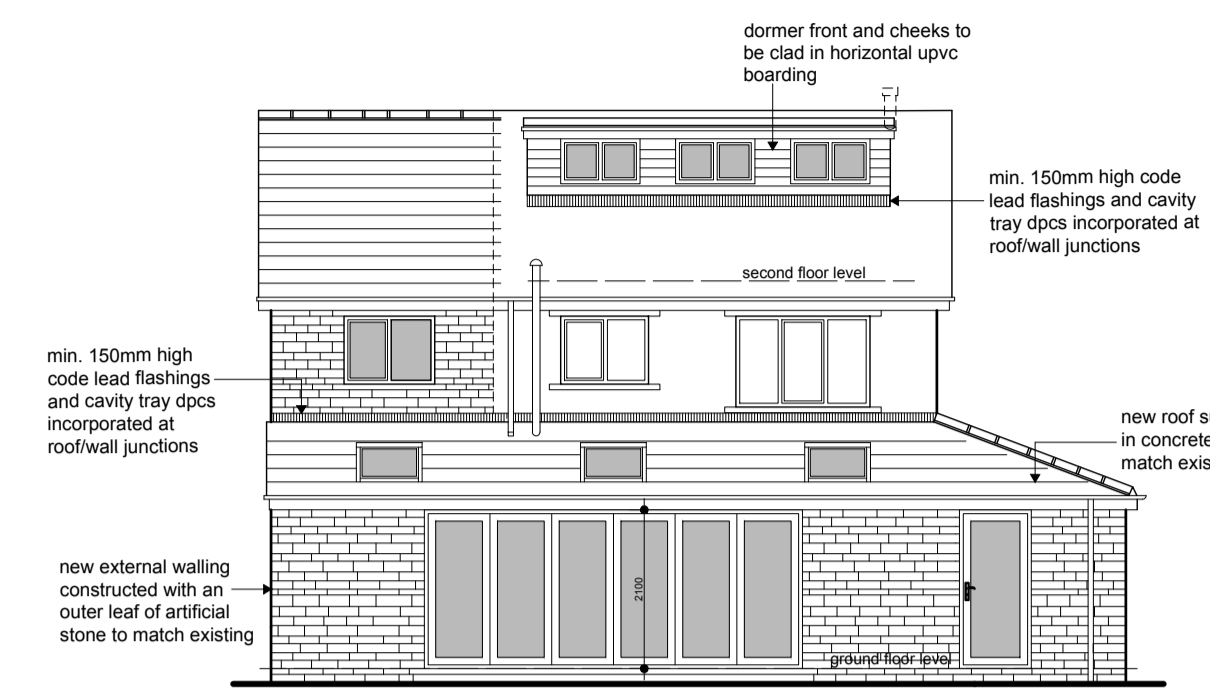 dormer front and cheeks to
be clad in horizontal upvc
boarding
min. 150mm high code
lead flashings and cavity
tray dpcs incorporated at
roof/wall junctions
second floor level
min. 150mm high
code lead flashings
and cavity tray dpcs
incorporated at
roof/wall junctions
new roof
in concrete
match
new external walling
constructed with an
outer leaf of artificial
stone to match existing
2100
ground floor level